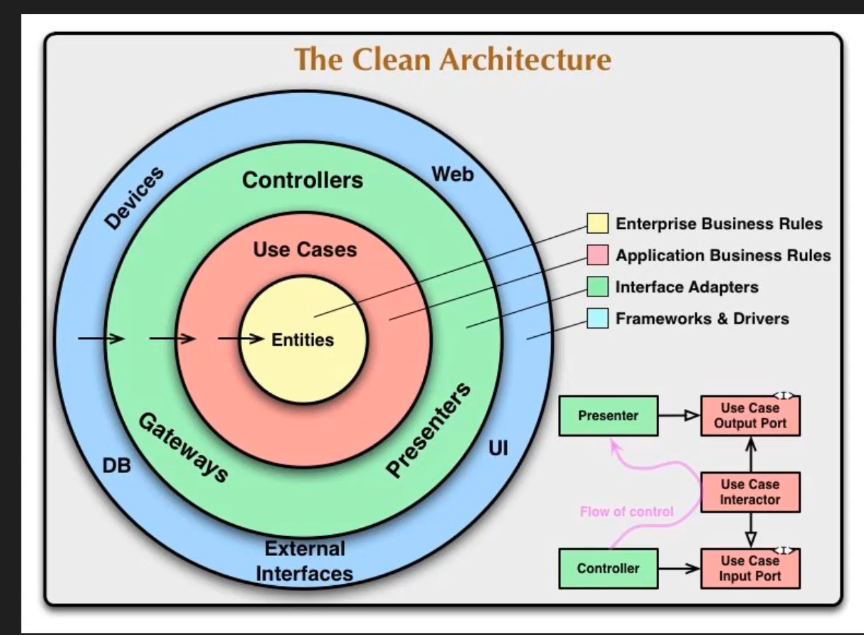 The Clean Architecture
Devices
Web
Controllers
Use Cases
Entities
Gateways
Presenters
DB
UI
External
Interfaces
Enterprise Business Rules
Application Business Rules
Interface Adapters
Frameworks & Drivers
Presenter
<I>
Use Case
Output Port
Use Case
Interactor
Flow of control
Controller
<I>
Use Case
Input Port